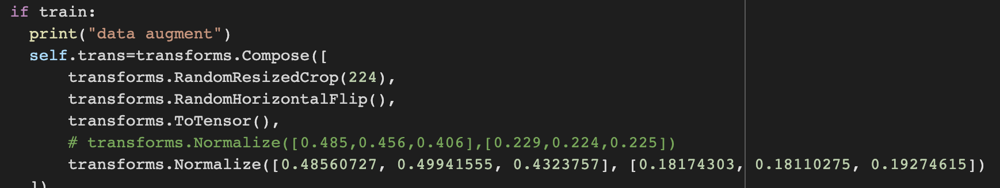 if train:
print("data augment")
self.trans=transforms.Compose([
transforms.RandomResizedCrop(224),
transforms.RandomHorizontalFlip(),
transforms.ToTensor(),
# transforms.Normalize([0.485,0.456,0.406],[0.229,0.224,0.225])
transforms.Normalize([0.48560727, 0.49941555, 0.4323757], [0.18174303, 0.18110275, 0.19274615])
])